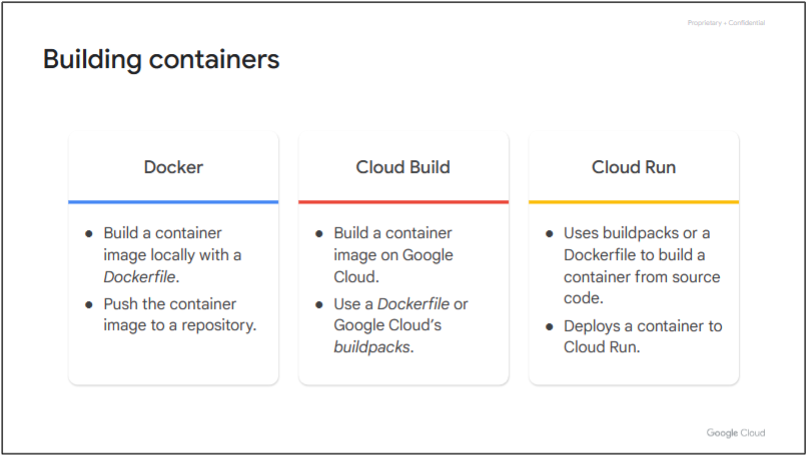 Proprietary + Confidential
Building containers
Docker
● Build a container
image locally with a
Dockerfile.
● Push the container
image to a repository.
Cloud Build
● Build a container
image on Google
Cloud.
● Use a Dockerfile or
Google Cloud's
buildpacks.
Cloud Run
● Uses buildpacks or a
Dockerfile to build a
container from source
code.
● Deploys a container to
Cloud Run.
Google Cloud